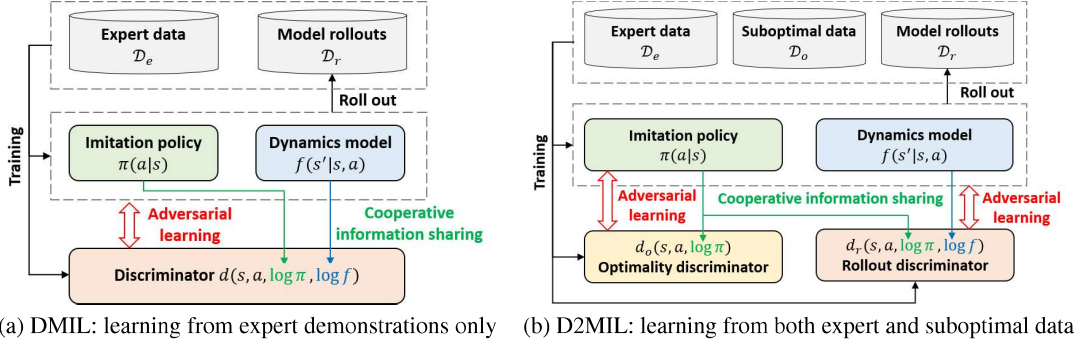 Expert data
𝒟e
Model rollouts
𝒟r
Roll out
Training
Imitation policy
π(a|s)
Dynamics model
f(s′|s, a)
Adversarial
learning
Cooperative
information sharing
Discriminator d(s, a, log π , log f)
(a) DMIL: learning from expert demonstrations only
Expert data
𝒟e
Suboptimal data
𝒟o
Model rollouts
𝒟r
Roll out
Training
Imitation policy
π(a|s)
Dynamics model
f(s′|s, a)
Adversarial
learning
Cooperative information sharing
Adversarial
learning
do(s, a, log π)
Optimality discriminator
dr(s, a, log π , log f)
Rollout discriminator
(b) D2MIL: learning from both expert and suboptimal data